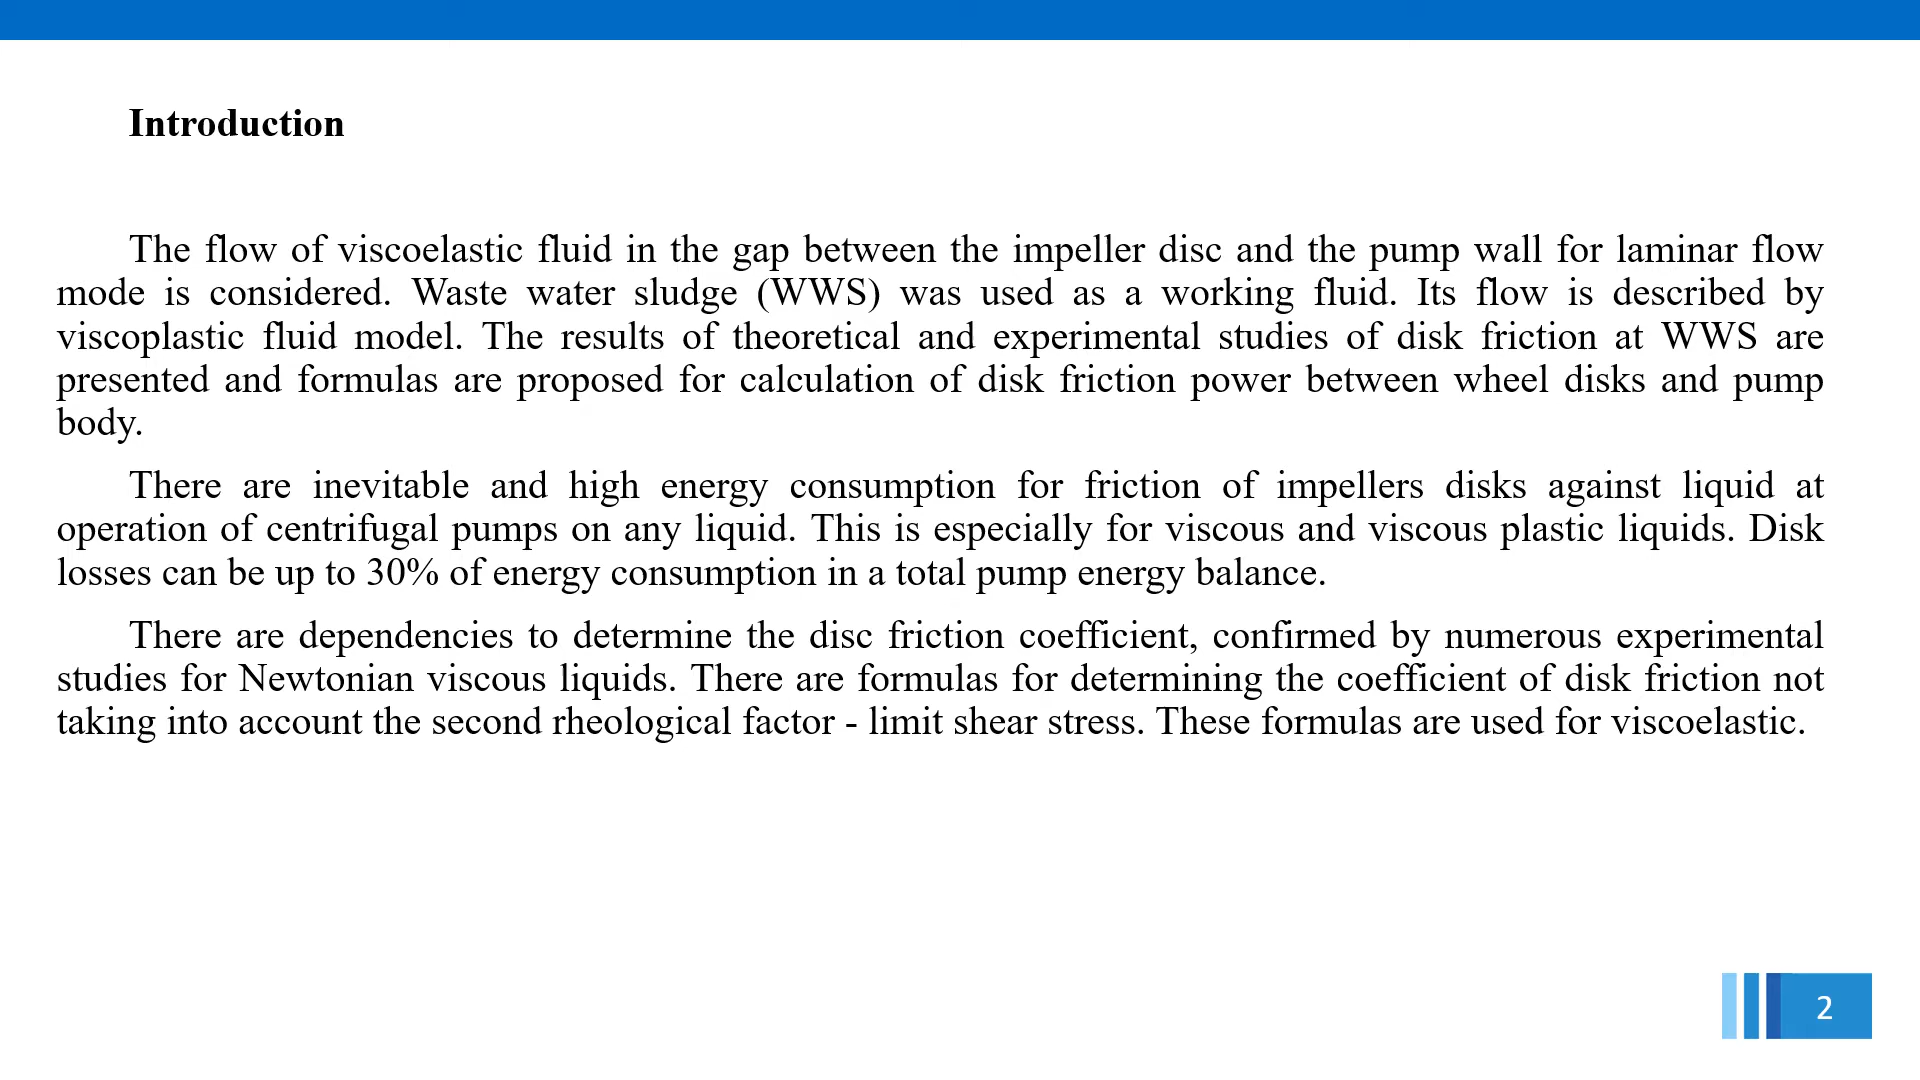 Introduction
The flow of viscoelastic fluid in the gap between the impeller disc and the pump wall for laminar flow
mode is considered. Waste water sludge (WWS) was used as a working fluid. Its flow is described by
viscoplastic fluid model. The results of theoretical and experimental studies of disk friction at WWS are
presented and formulas are proposed for calculation of disk friction power between wheel disks and pump
body.
There are inevitable and high energy consumption for friction of impellers disks against liquid at
operation of centrifugal pumps on any liquid. This is especially for viscous and viscous plastic liquids. Disk
losses can be up to 30% of energy consumption in a total pump energy balance.
There are dependencies to determine the disc friction coefficient, confirmed by numerous experimental
studies for Newtonian viscous liquids. There are formulas for determining the coefficient of disk friction not
taking into account the second rheological factor - limit shear stress. These formulas are used for viscoelastic.
2